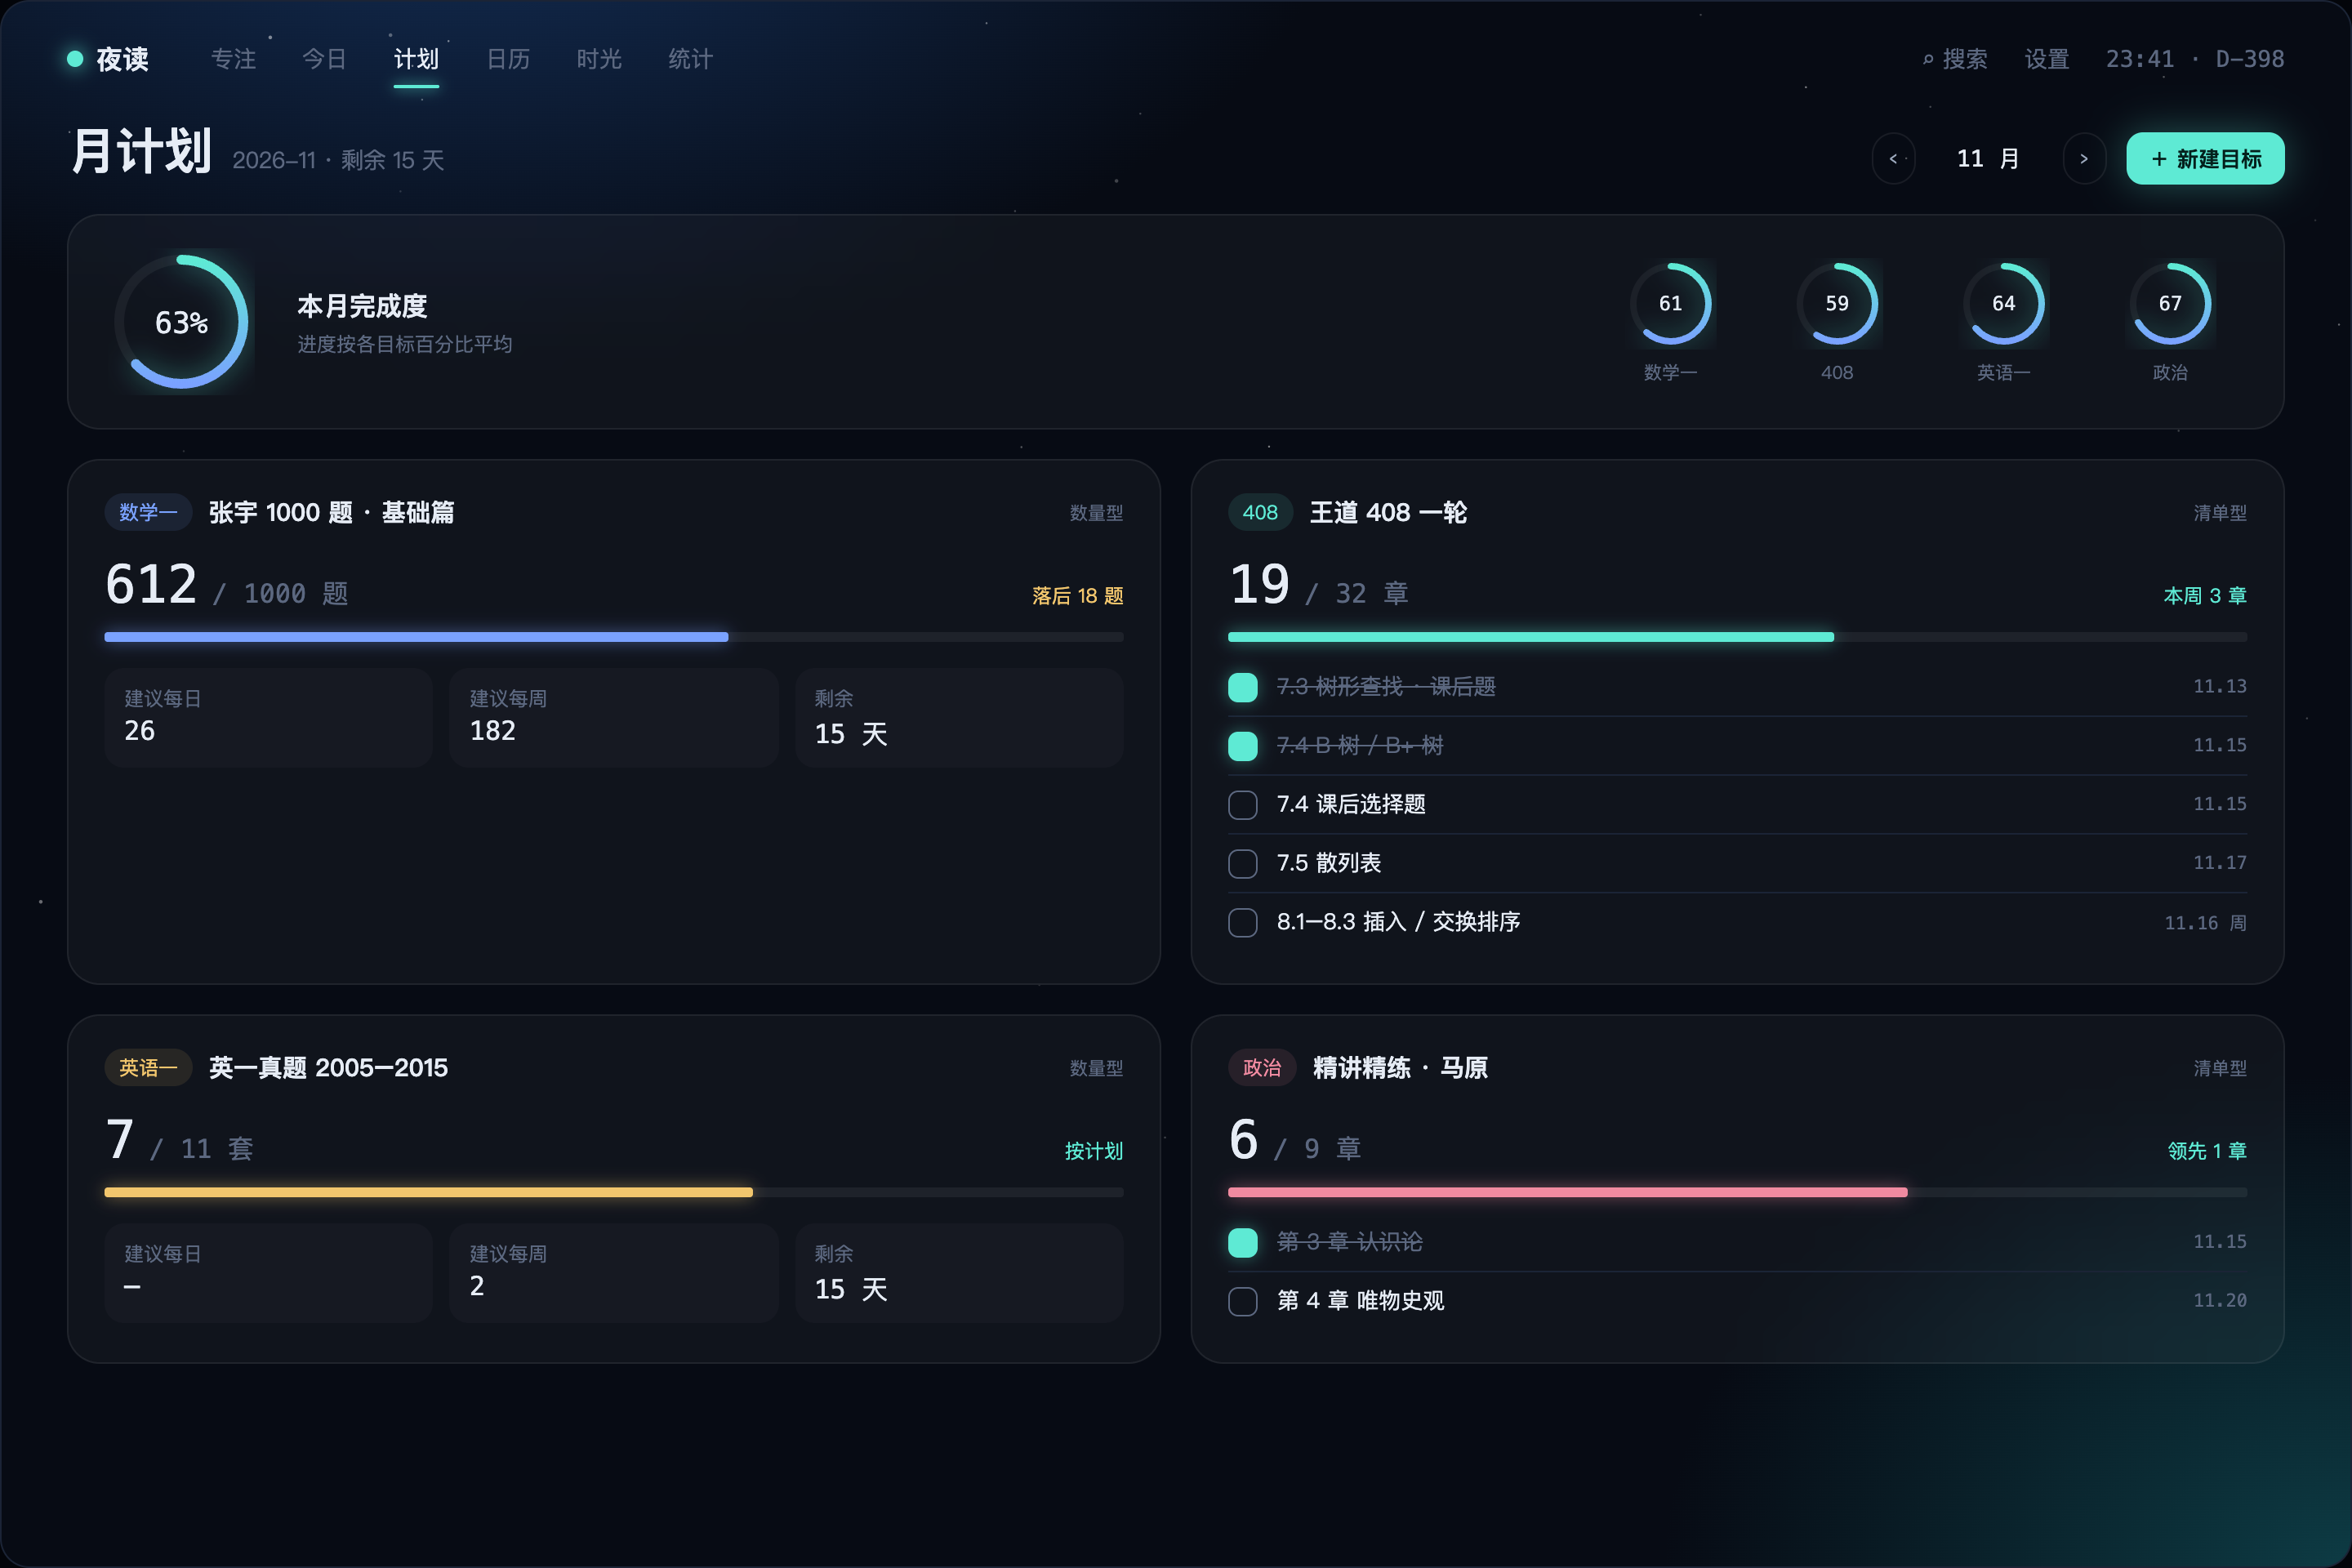 夜读 专注 今日 计划 日历 时光 统计 搜索 设置 23:41 · D-398
月计划 2026-11 · 剩余 15 天 < 11 月 > + 新建目标
63%
本月完成度
进度按各目标百分比平均
61 59 64 67
数学一 408 英语一 政治
数学一 张宇 1000 题 · 基础篇 数量型
612 / 1000 题 落后 18 题
建议每日 建议每周 剩余
26 182 15 天
408 王道 408 一轮 清单型
19 / 32 章 本周 3 章
7.3 树形查找 · 课后题 11.13
7.4 B 树 / B+ 树 11.15
7.4 课后选择题 11.15
7.5 散列表 11.17
8.1—8.3 插入 / 交换排序 11.16 周
英语一 英一真题 2005—2015 数量型
7 / 11 套 按计划
建议每日 建议每周 剩余
— 2 15 天
政治 精讲精练 · 马原 清单型
6 / 9 章 领先 1 章
第 3 章 认识论 11.15
第 4 章 唯物史观 11.20